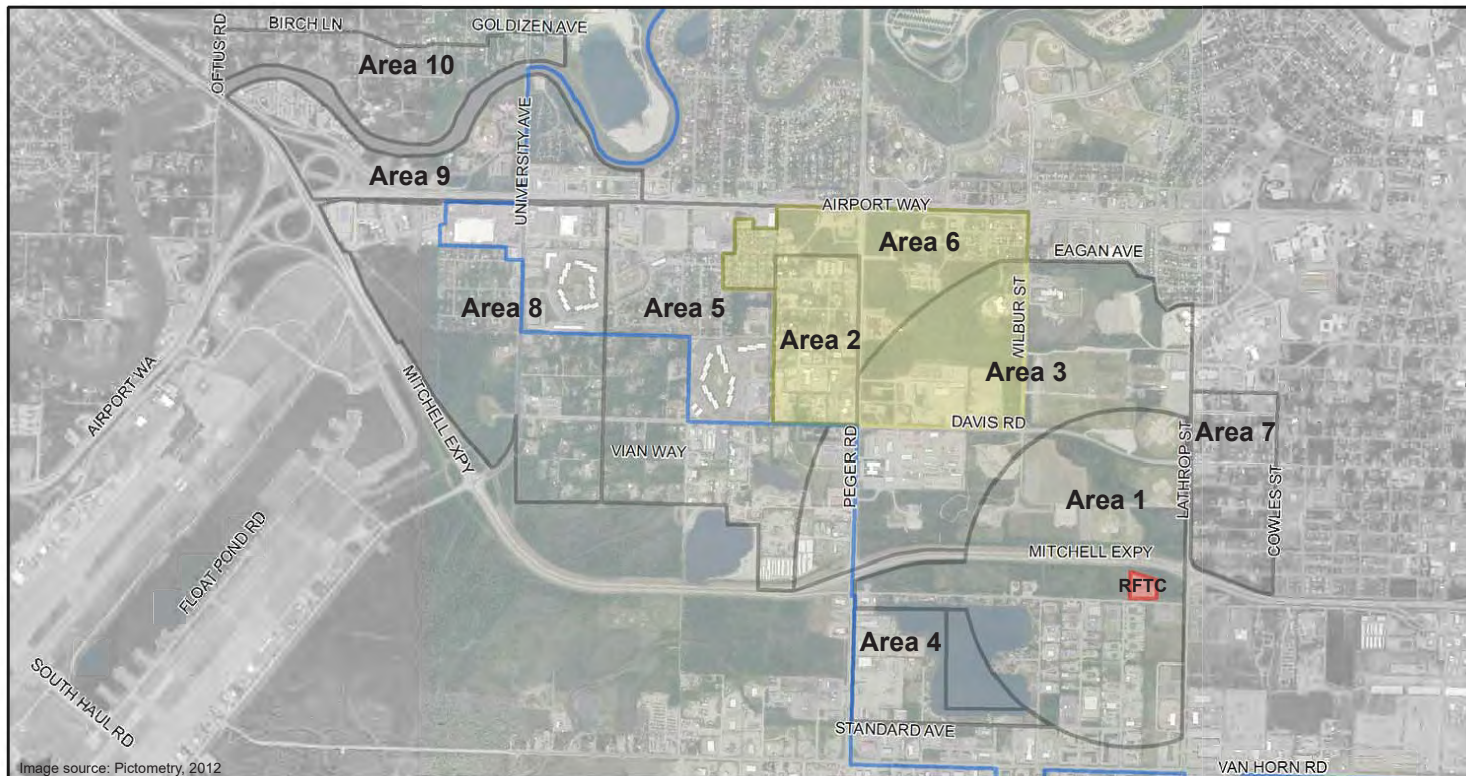 BIRCH LN
GOLDIZEN AVE
OFTUS RD
Area 10
UNIVERSITY AVE
Area 9
AIRPORT WAY
Area 6
EAGAN AVE
Area 8
Area 5
WILBUR ST
Area 2
Area 3
AIRPORT WA
MITCHELL EXPY
DAVIS RD
VIAN WAY
PEGER RD
LATHROP ST
Area 7
COWLES ST
Area 1
MITCHELL EXPY
FLOAT POND RD
RFTC
Area 4
SOUTH HAUL RD
STANDARD AVE
VAN HORN RD
Image source: Pictometry, 2012